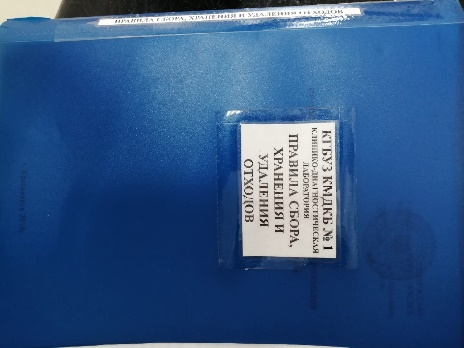 ПРАВИЛА СБОРА, ХРАНЕНИЯ И УДАЛЕНИЯ ОТХОДОВ
КГБУЗ КМДКБ № 1
КЛИНИКО-ДИАГНОСТИЧЕСКАЯ
ЛАБОРАТОРИЯ
ПРАВИЛА СБОРА,
ХРАНЕНИЯ И
УДАЛЕНИЯ
ОТХОДОВ